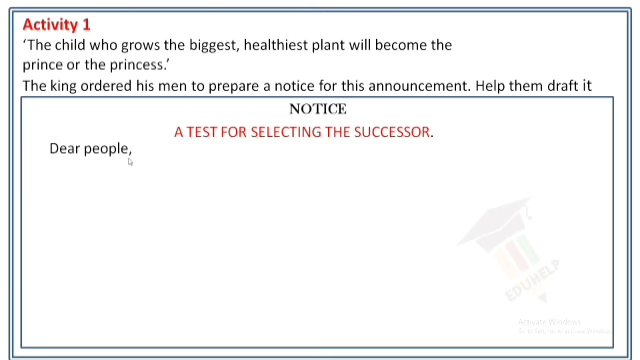 Activity 1
‘The child who grows the biggest, healthiest plant will become the
prince or the princess.’
The king ordered his men to prepare a notice for this announcement. Help them draft it
NOTICE
A TEST FOR SELECTING THE SUCCESSOR.
Dear people,
EDUHELP
Activate Windows